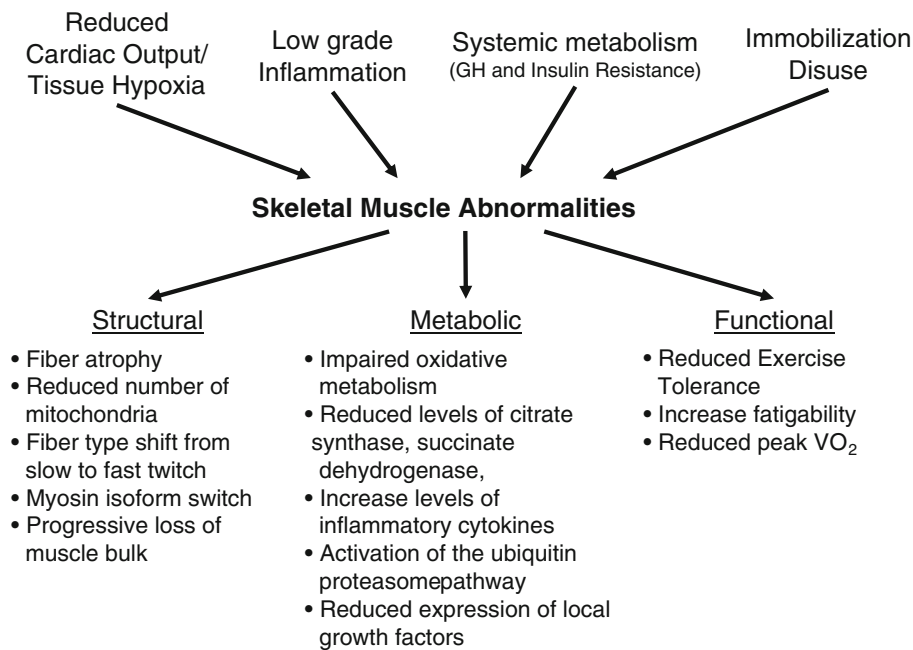 Reduced
Cardiac Output/
Tissue Hypoxia
Low grade
Inflammation
Systemic metabolism
(GH and Insulin Resistance)
Immobilization
Disuse
Skeletal Muscle Abnormalities
Structural
• Fiber atrophy
• Reduced number of
mitochondria
• Fiber type shift from
slow to fast twitch
• Myosin isoform switch
• Progressive loss of
muscle bulk
Metabolic
• Impaired oxidative
metabolism
• Reduced levels of citrate
synthase, succinate
dehydrogenase,
• Increase levels of
inflammatory cytokines
• Activation of the ubiquitin
proteasomepathway
• Reduced expression of local
growth factors
Functional
• Reduced Exercise
Tolerance
• Increase fatigability
• Reduced peak VO₂